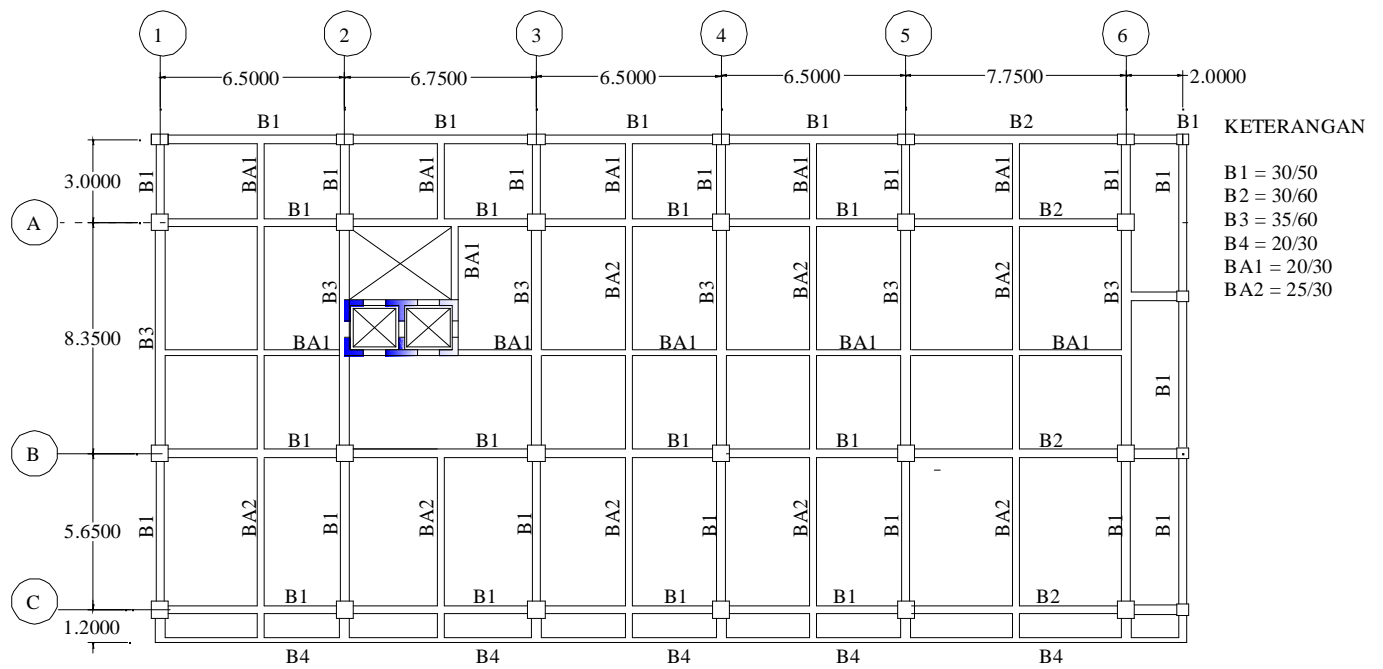 1 2 3 4 5 6
6.5000 6.7500 6.5000 6.5000 7.7500 2.0000
B1 B1 B1 B1 B2 B1
KETERANGAN
B1 = 30/50
B2 = 30/60
B3 = 35/60
B4 = 20/30
BA1 = 20/30
BA2 = 25/30
3.0000
B1 BA1 B1 BA1 B1 BA1 B1 BA1 B1 BA1 B1 B1
A
B1 B1 B1 B1 B2
8.3500
B3 B3 BA1 B3 BA2 B3 BA2 B3 BA2 B3
BA1 BA1 BA1 BA1 BA1
B1
B
B1 B1 B1 B1 B2
5.6500
B1 BA2 B1 BA2 B1 BA2 B1 BA2 B1 BA2 B1 B1
C
B1 B1 B1 B1 B2
1.2000
B4 B4 B4 B4 B4